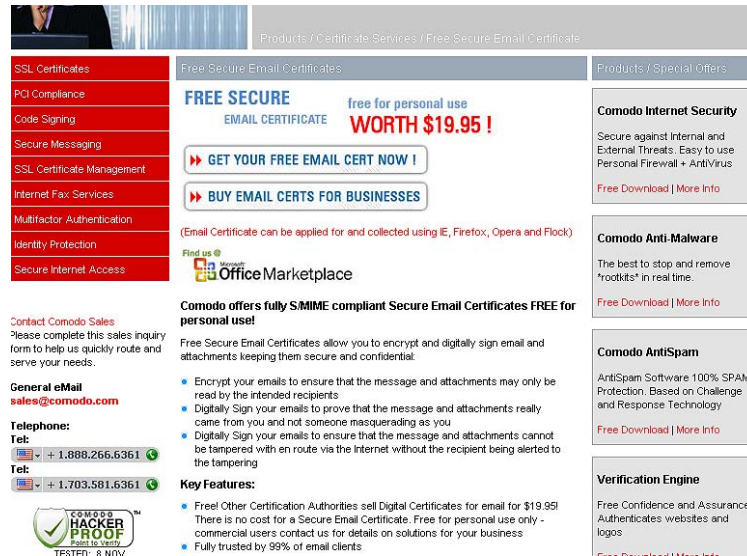 Products / Certificate Services / Free Secure Email Certificate
SSL Certificates
PCI Compliance
Code Signing
Secure Messaging
SSL Certificate Management
Internet Fax Services
Multifactor Authentication
Identity Protection
Secure Internet Access
Contact Comodo Sales
Please complete this sales inquiry
form to help us quickly route and
serve your needs.
General eMail
sales@comodo.com
Telephone:
Tel:
+ 1.888.266.6361
Tel:
+ 1.703.581.6361
COMODO
HACKER
PROOF
Point to Verify
TM
TESTED: 8 NOV
Free Secure Email Certificates
FREE SECURE
EMAIL CERTIFICATE
free for personal use
WORTH $19.95 !
GET YOUR FREE EMAIL CERT NOW !
BUY EMAIL CERTS FOR BUSINESSES
(Email Certificate can be applied for and collected using IE, Firefox, Opera and Flock)
Find us @
Microsoft
Office Marketplace
Comodo offers fully S/MIME compliant Secure Email Certificates FREE for
personal use!
Free Secure Email Certificates allow you to encrypt and digitally sign email and
attachments keeping them secure and confidential:
Encrypt your emails to ensure that the message and attachments may only be
read by the intended recipients
Digitally Sign your emails to prove that the message and attachments really
came from you and not someone masquerading as you
Digitally Sign your emails to ensure that the message and attachments cannot
be tampered with en route via the Internet without the recipient being alerted to
the tampering
Key Features:
Free! Other Certification Authorities sell Digital Certificates for email for $19.95!
There is no cost for a Secure Email Certificate. Free for personal use only -
commercial users contact us for details on solutions for your business
Fully trusted by 99% of email clients
Products / Special Offers
Comodo Internet Security
Secure against Internal and
External Threats. Easy to use
Personal Firewall + AntiVirus
Free Download | More Info
Comodo Anti-Malware
The best to stop and remove
*rootkits* in real time.
Free Download | More Info
Comodo AntiSpam
AntiSpam Software 100% SPAM
Protection. Based on Challenge
and Response Technology
Free Download | More Info
Verification Engine
Free Confidence and Assurance
Authenticates websites and
logos
Free Download | More Info